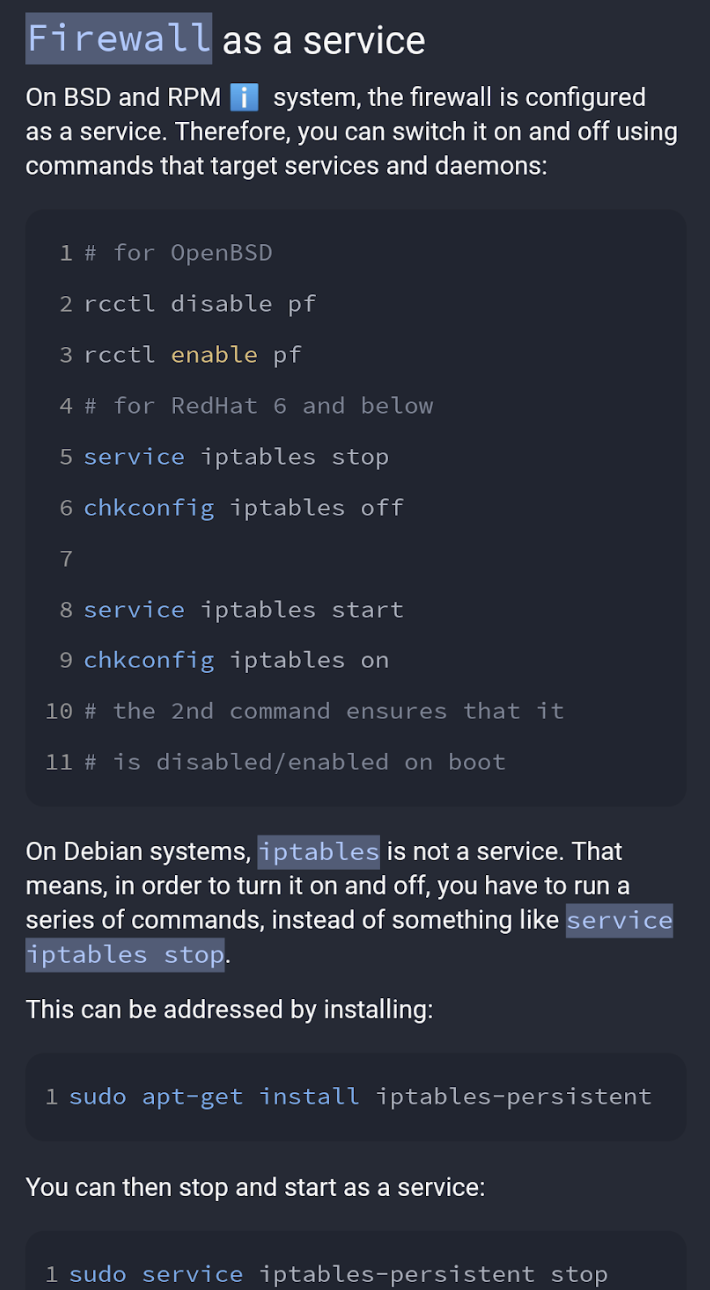 Firewall as a service
On BSD and RPM ℹ️ system, the firewall is configured
as a service. Therefore, you can switch it on and off using
commands that target services and daemons:
1 # for OpenBSD
2 rcctl disable pf
3 rcctl enable pf
4 # for RedHat 6 and below
5 service iptables stop
6 chkconfig iptables off
7
8 service iptables start
9 chkconfig iptables on
10 # the 2nd command ensures that it
11 # is disabled/enabled on boot
On Debian systems, iptables is not a service. That
means, in order to turn it on and off, you have to run a
series of commands, instead of something like service
iptables stop.
This can be addressed by installing:
1 sudo apt-get install iptables-persistent
You can then stop and start as a service:
1 sudo service iptables-persistent stop